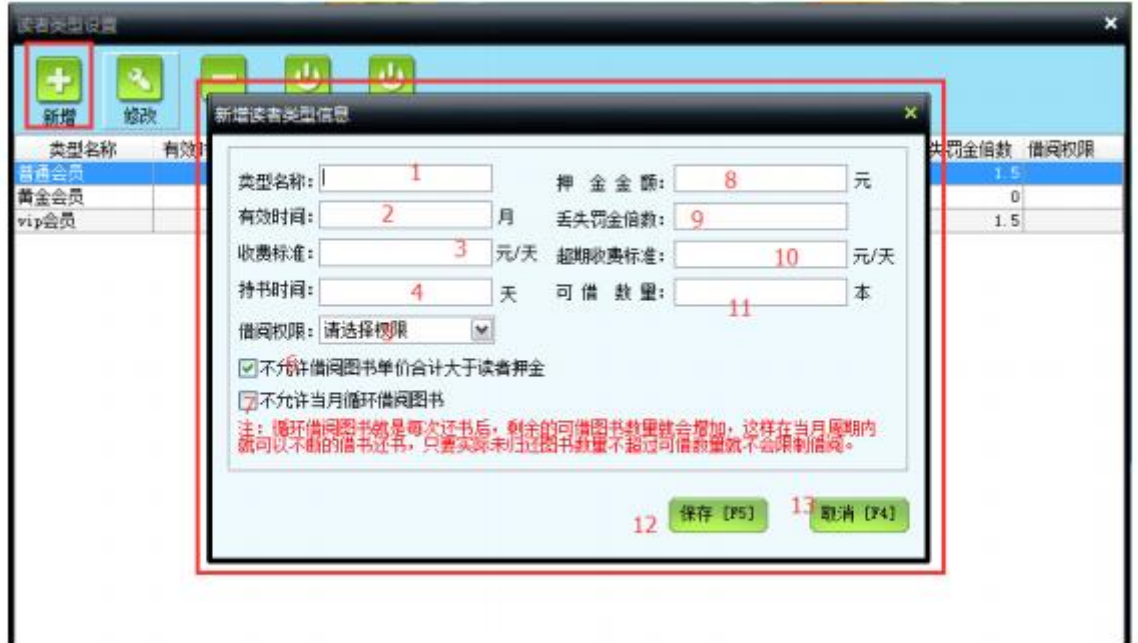 读者类型设置 ×
新增 修改
类型名称 有效时 失罚金倍数 借阅权限
普通会员 1.5
黄金会员 0
vip会员 1.5
新增读者类型信息 ×
类型名称： 1 押 金 金 额： 8 元
有效时间： 2 月 丢失罚金倍数： 9
收费标准： 3 元/天 超期收费标准： 10 元/天
持书时间： 4 天 可 借 数 量： 11 本
借阅权限： 请选择权限 5
6 不允许借阅图书单价合计大于读者押金
7 不允许当月循环借阅图书
注：循环借阅图书就是每次还书后，剩余的可借图书数量就会增加，这样在当月周期内
就可以不断的借书还书，只要实际未归还图书数量不超过可借数量就不会限制借阅。
12 保存 [F5] 13 取消 [F4]